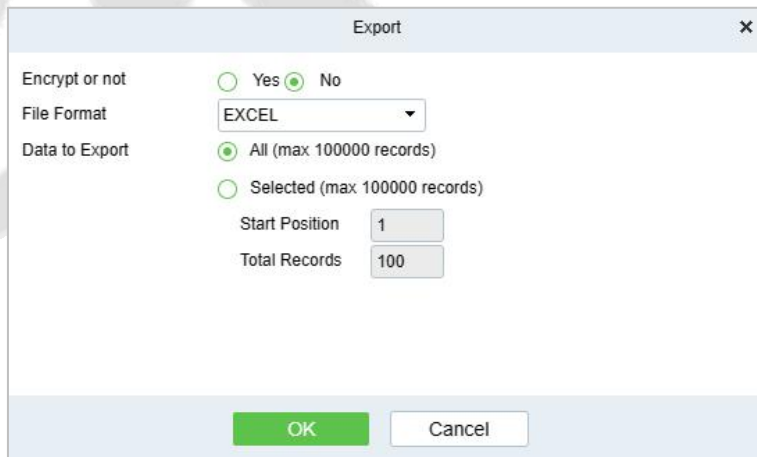 Export
Encrypt or not Yes No
File Format EXCEL
Data to Export All (max 100000 records)
Selected (max 100000 records)
Start Position 1
Total Records 100
OK Cancel